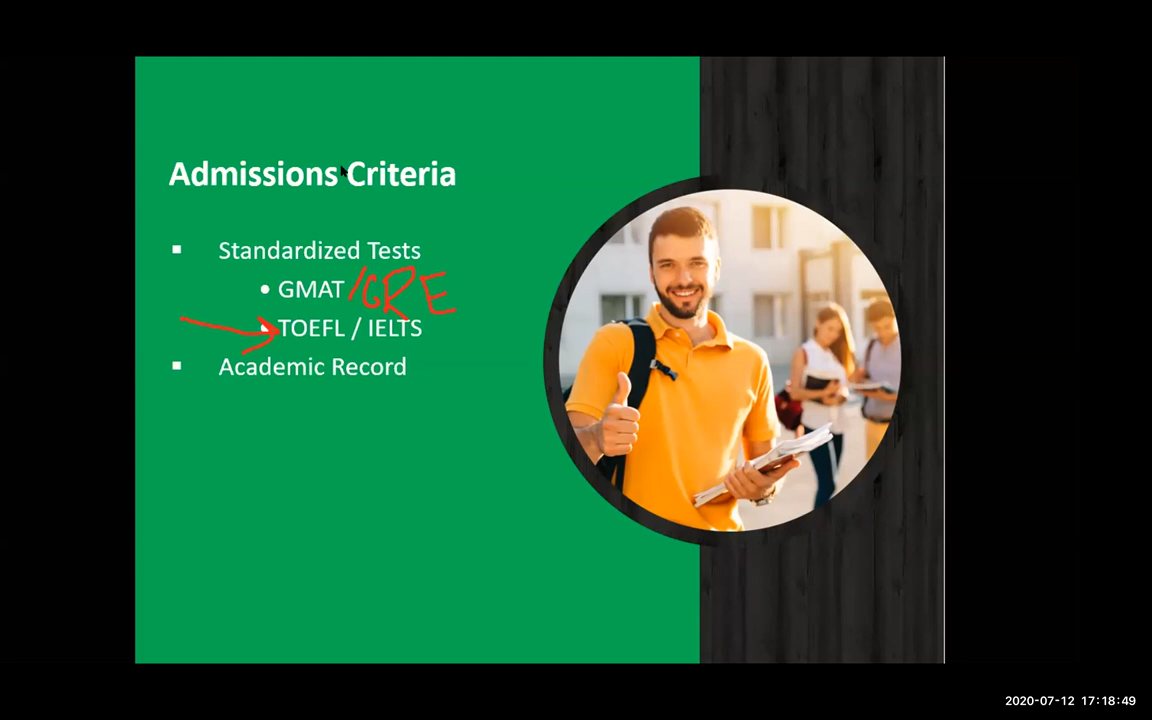 Admissions Criteria
▪ Standardized Tests
• GMAT /GRE
• TOEFL / IELTS
▪ Academic Record
2020-07-12 17:18:49